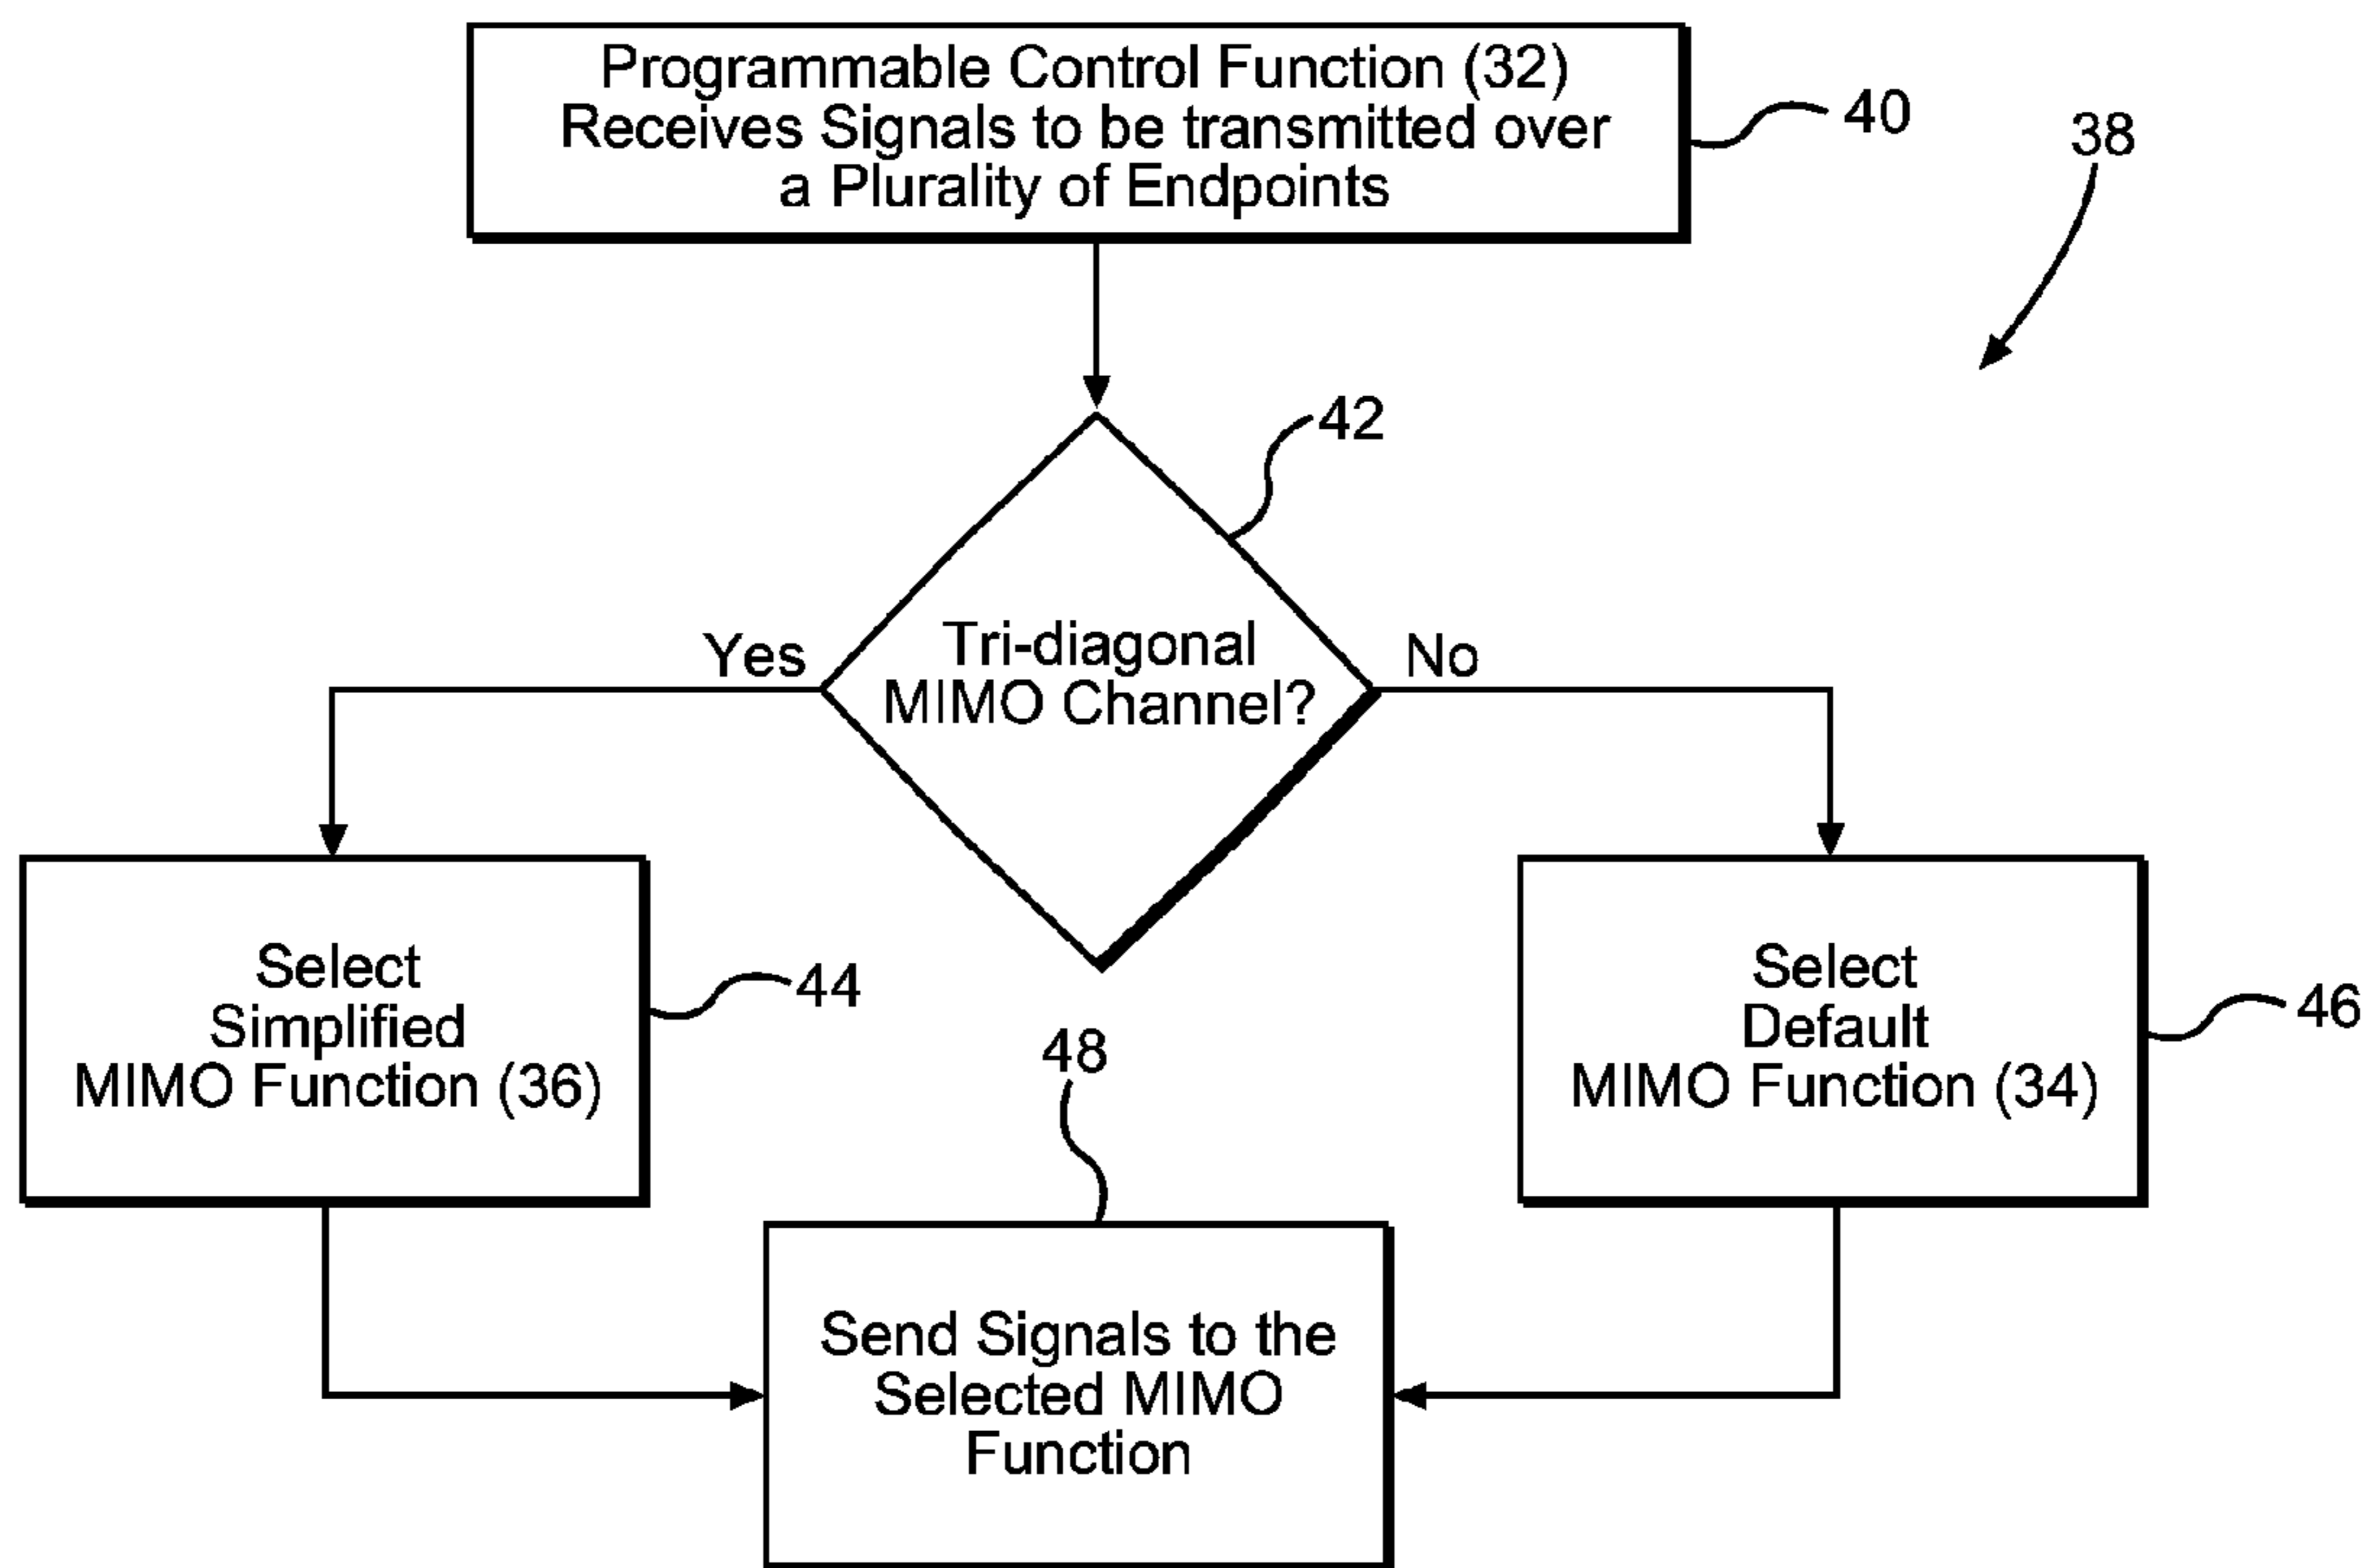 Programmable Control Function (32)
Receives Signals to be transmitted over
a Plurality of Endpoints
40
38
42
Yes
Tri-diagonal
MIMO Channel?
No
Select
Simplified
MIMO Function (36)
44
Select
Default
MIMO Function (34)
46
48
Send Signals to the
Selected MIMO
Function